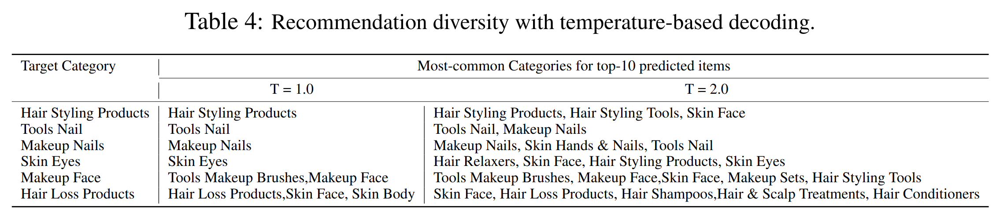 Table 4: Recommendation diversity with temperature-based decoding.
Target Category Most-common Categories for top-10 predicted items
T = 1.0 T = 2.0
Hair Styling Products Hair Styling Products Hair Styling Products, Hair Styling Tools, Skin Face
Tools Nail Tools Nail Tools Nail, Makeup Nails
Makeup Nails Makeup Nails Makeup Nails, Skin Hands & Nails, Tools Nail
Skin Eyes Skin Eyes Hair Relaxers, Skin Face, Hair Styling Products, Skin Eyes
Makeup Face Tools Makeup Brushes,Makeup Face Tools Makeup Brushes, Makeup Face,Skin Face, Makeup Sets, Hair Styling Tools
Hair Loss Products Hair Loss Products,Skin Face, Skin Body Skin Face, Hair Loss Products, Hair Shampoos,Hair & Scalp Treatments, Hair Conditioners